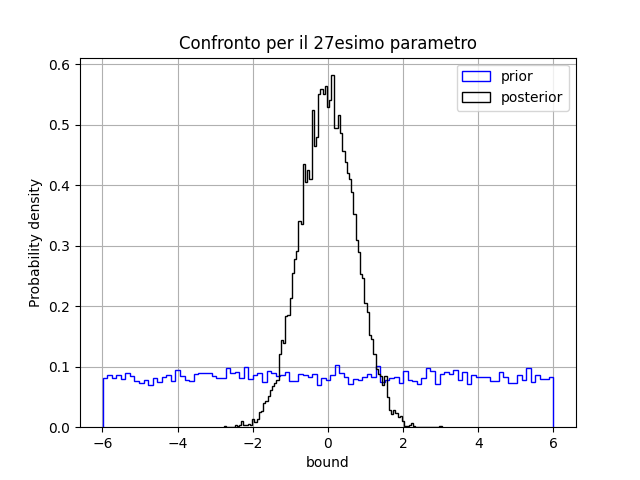 Confronto per il 27esimo parametro
prior
posterior
Probability density
0.6
0.5
0.4
0.3
0.2
0.1
0.0
−6
−4
−2
0
2
4
6
bound